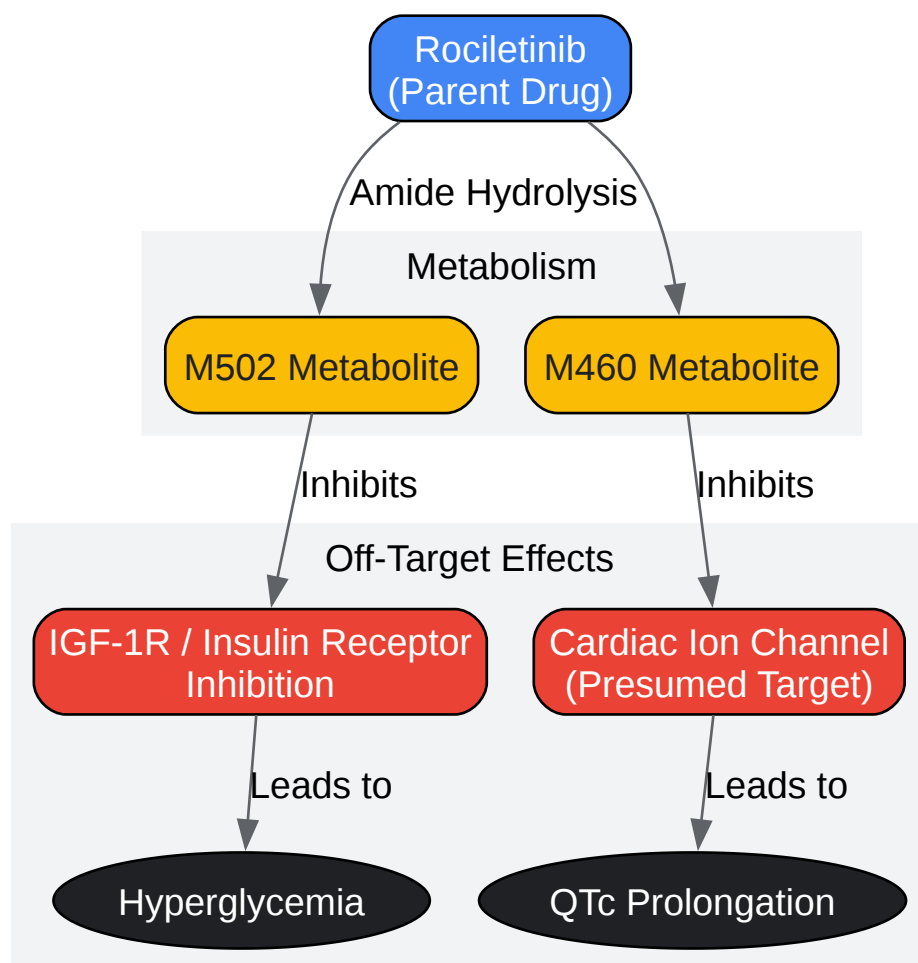 Rociletinib
(Parent Drug)
Amide Hydrolysis
Metabolism
M502 Metabolite
M460 Metabolite
Inhibits
Inhibits
Off-Target Effects
IGF-1R / Insulin Receptor
Inhibition
Cardiac Ion Channel
(Presumed Target)
Leads to
Leads to
Hyperglycemia
QTc Prolongation